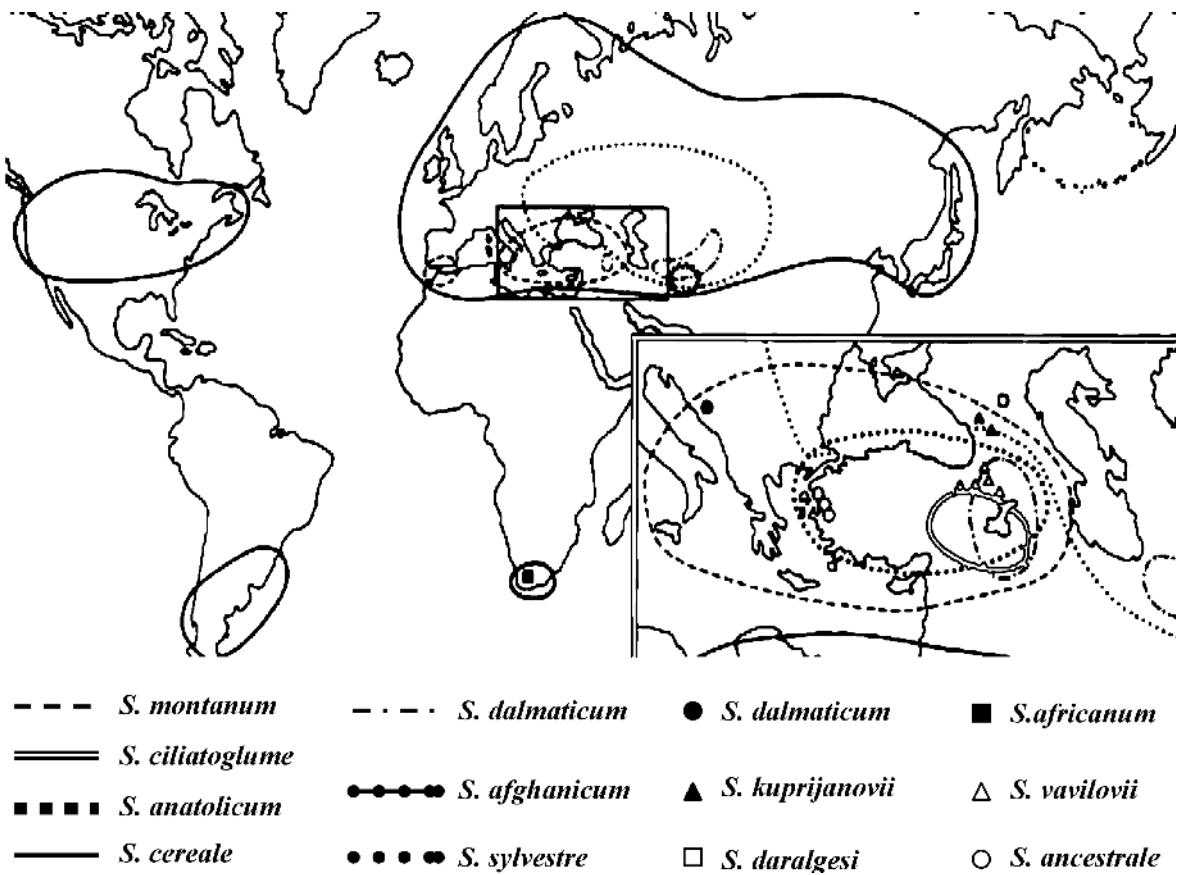 S. montanum
S. ciliatoglume
S. anatolicum
S. cereale
S. dalmaticum
S. afghanicum
S. sylvestre
S. dalmaticum
S. kuprijanovii
S. daralgesi
S.africanum
S. vavilovii
S. ancestrale